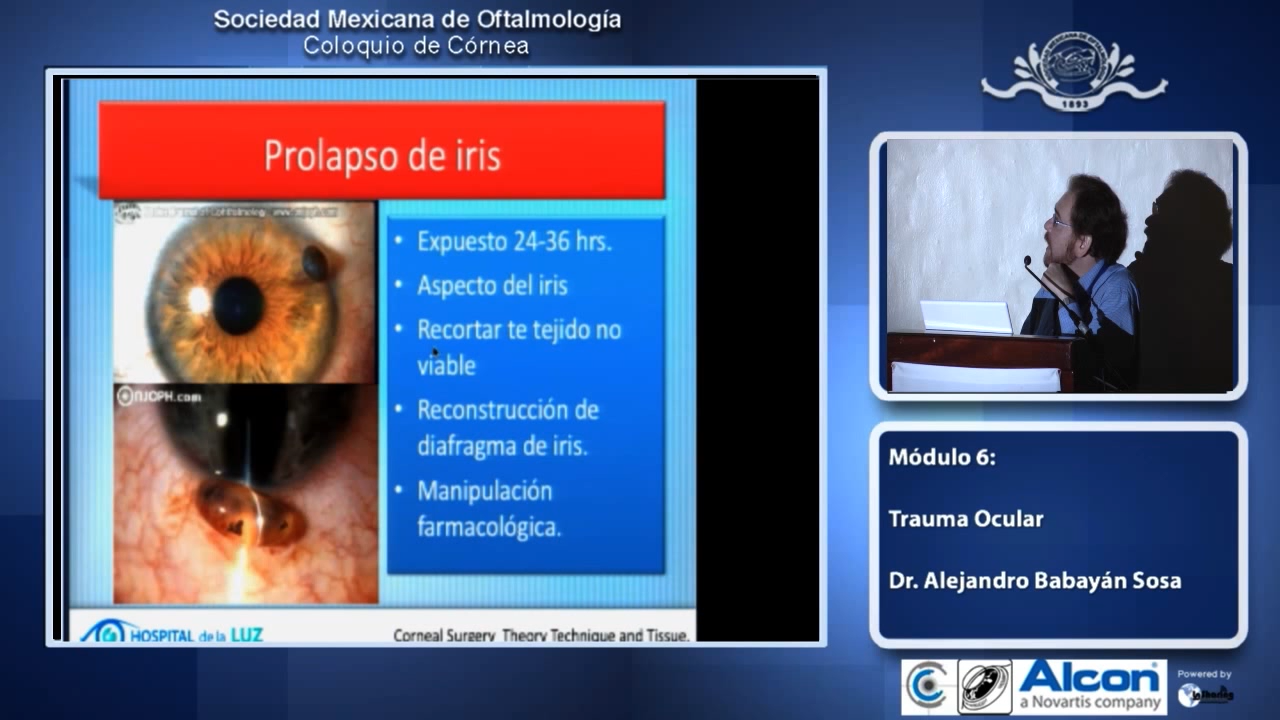 Sociedad Mexicana de Oftalmología
Coloquio de Córnea
Prolapso de iris
• Expuesto 24-36 hrs.
• Aspecto del iris
• Recortar te tejido no
viable
• Reconstrucción de
diafragma de iris.
• Manipulación
farmacológica.
NJOPH.com
HOSPITAL de la LUZ
Corneal Surgery Theory Technique and Tissue.
1893
Módulo 6:
Trauma Ocular
Dr. Alejandro Babayán Sosa
Alcon
a Novartis company
Powered by